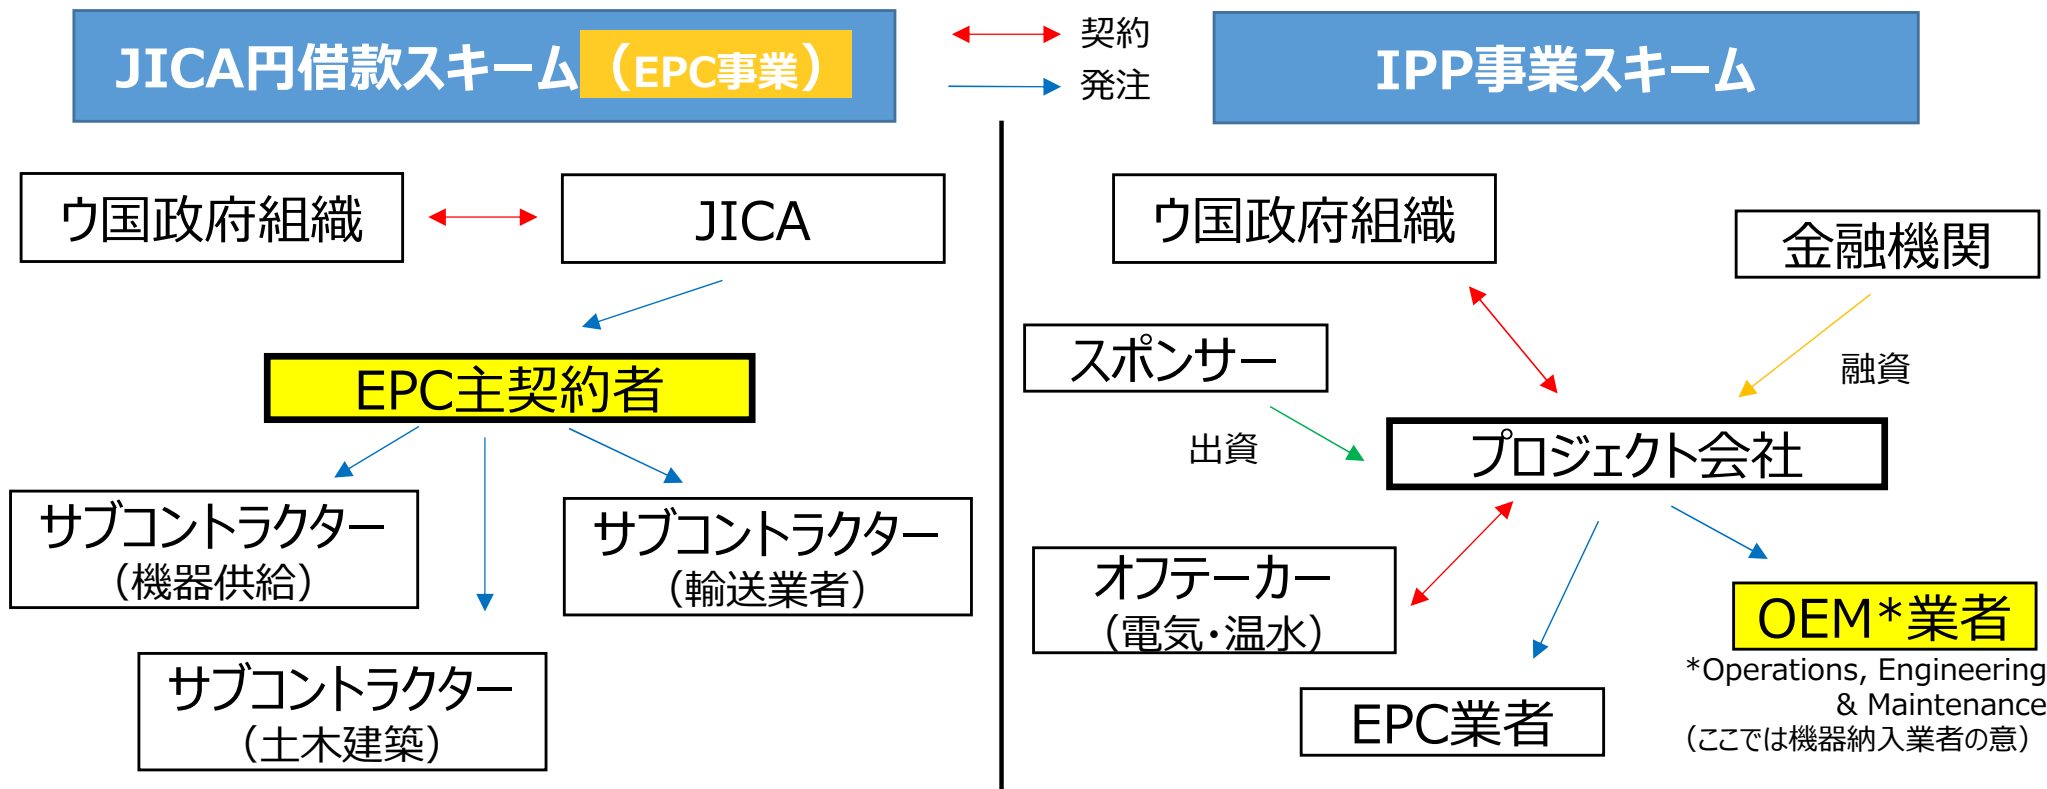 JICA円借款スキーム（EPC事業）
契約
発注
IPP事業スキーム
ウ国政府組織
JICA
EPC主契約者
サブコントラクター
（機器供給）
サブコントラクター
（輸送業者）
サブコントラクター
（土木建築）
ウ国政府組織
金融機関
スポンサー
融資
出資
プロジェクト会社
オフテーカー
（電気・温水）
OEM*業者
*Operations, Engineering
& Maintenance
（ここでは機器納入業者の意）
EPC業者